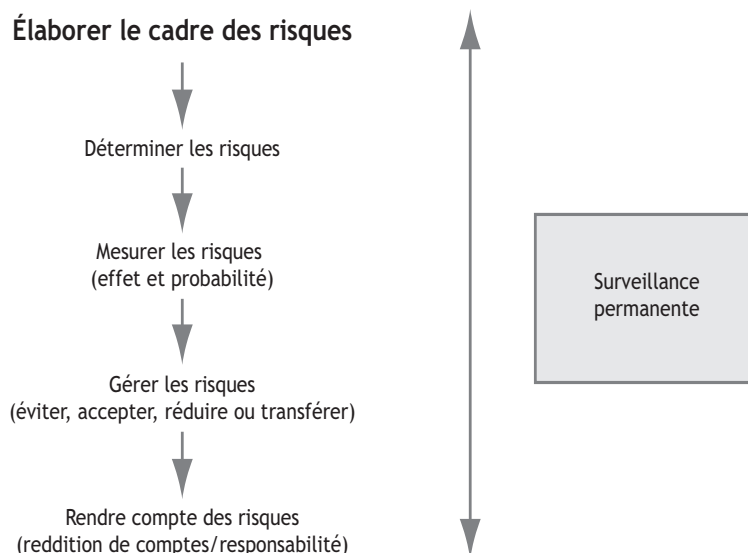 Élaborer le cadre des risques
Déterminer les risques
Mesurer les risques
(effet et probabilité)
Gérer les risques
(éviter, accepter, réduire ou transférer)
Rendre compte des risques
(reddition de comptes/responsabilité)
Surveillance
permanente